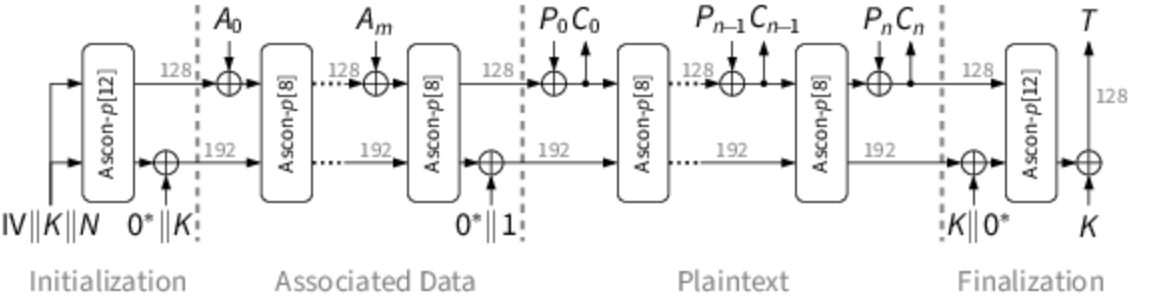 A₀ Aₘ P₀ C₀ Pₙ₋₁ Cₙ₋₁ Pₙ Cₙ T
Ascon-p[12] Ascon-p[8] Ascon-p[8] Ascon-p[8] Ascon-p[8] Ascon-p[12]
128 128 128 128 128 128
192 192 192 192 192
IV‖K‖N 0*‖K 0*‖1 K‖0* K
Initialization Associated Data Plaintext Finalization